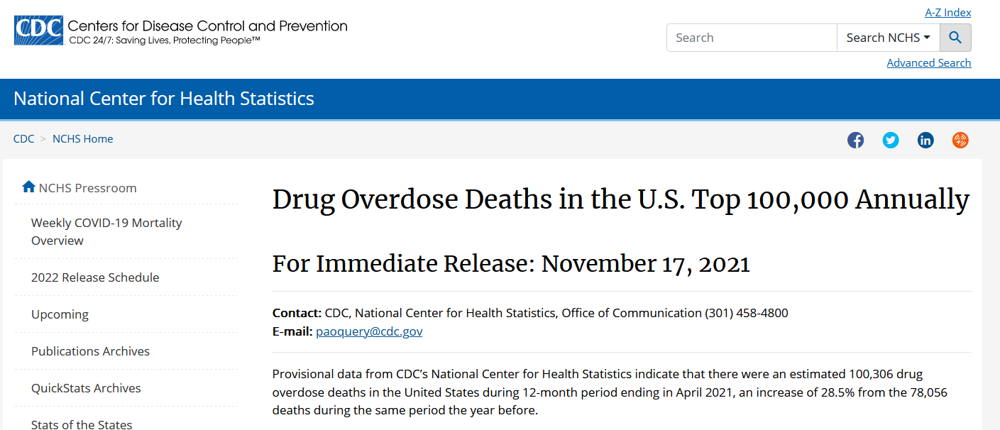 A-Z Index
CDC Centers for Disease Control and Prevention
CDC 24/7: Saving Lives, Protecting People™
Search Search NCHS
Advanced Search
National Center for Health Statistics
CDC > NCHS Home
NCHS Pressroom
Weekly COVID-19 Mortality
Overview
2022 Release Schedule
Upcoming
Publications Archives
QuickStats Archives
Stats of the States
Drug Overdose Deaths in the U.S. Top 100,000 Annually
For Immediate Release: November 17, 2021
Contact: CDC, National Center for Health Statistics, Office of Communication (301) 458-4800
E-mail: paoquery@cdc.gov
Provisional data from CDC’s National Center for Health Statistics indicate that there were an estimated 100,306 drug
overdose deaths in the United States during 12-month period ending in April 2021, an increase of 28.5% from the 78,056
deaths during the same period the year before.